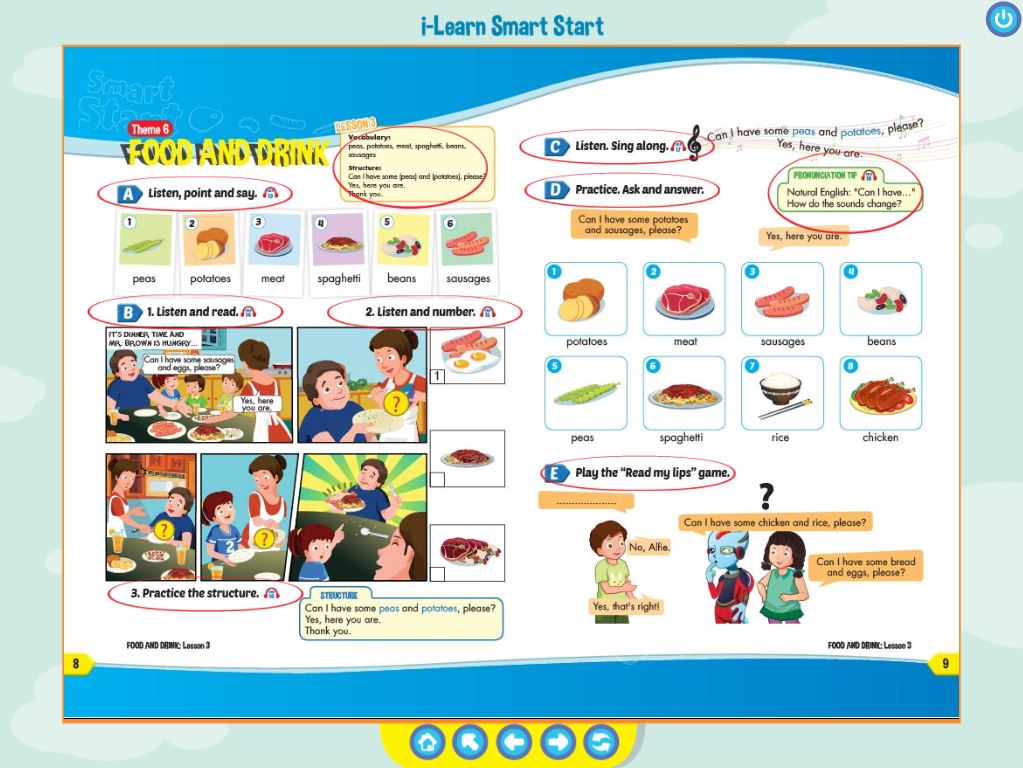 i-Learn Smart Start
Smart
Start
Theme 6
FOOD AND DRINK
LESSON:3
Vocabulary:
peas, potatoes, meat, spaghetti, beans,
sausages
Structure:
Can I have some (peas) and (potatoes), please?
Yes, here you are.
Thank you.
A Listen, point and say.
1
2
3
4
5
6
peas
potatoes
meat
spaghetti
beans
sausages
B 1. Listen and read.
2. Listen and number.
IT'S DINNER TIME AND
MR. BROWN IS HUNGRY...
Can I have some sausages
and eggs, please?
Yes, here
you are.
?
1
?
2
?
3. Practice the structure.
STRUCTURE
Can I have some peas and potatoes, please?
Yes, here you are.
Thank you.
FOOD AND DRINK: Lesson 3
8
C Listen. Sing along.
Can I have some peas and potatoes, please?
Yes, here you are.
D Practice. Ask and answer.
PRONUNCIATION TIP
Natural English: "Can I have..."
How do the sounds change?
Can I have some potatoes
and sausages, please?
Yes, here you are.
1
2
3
4
potatoes
meat
sausages
beans
5
6
7
8
peas
spaghetti
rice
chicken
E Play the "Read my lips" game.
....................
?
Can I have some chicken and rice, please?
No, Alfie.
Can I have some bread
and eggs, please?
Yes, that's right!
FOOD AND DRINK: Lesson 3
9